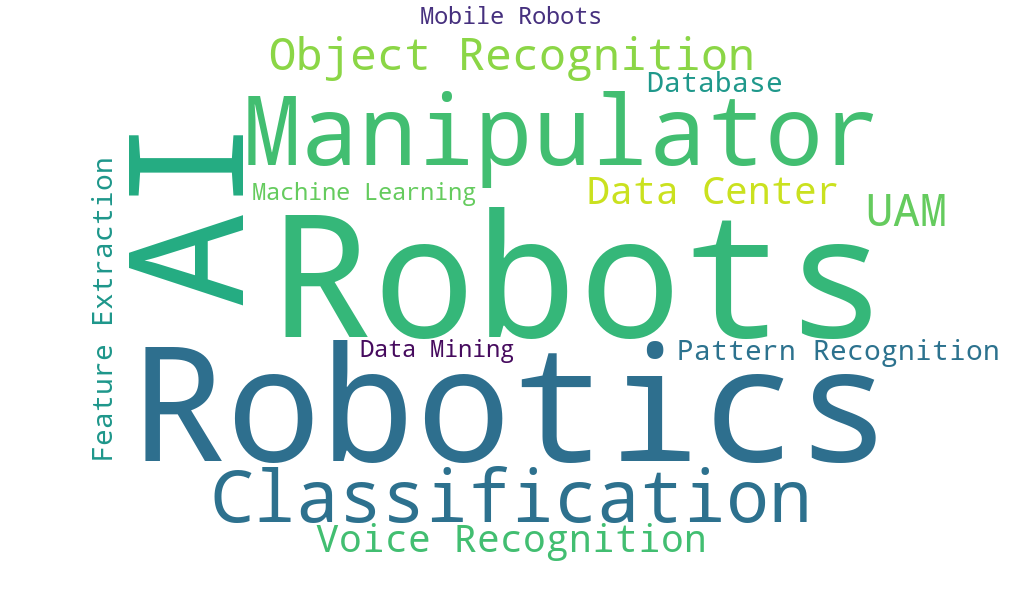 Mobile Robots
Object Recognition
Database
Manipulator
AI
Machine Learning
Data Center
UAM
Feature Extraction
Robots
Data Mining
Pattern Recognition
Robotics
Classification
Voice Recognition